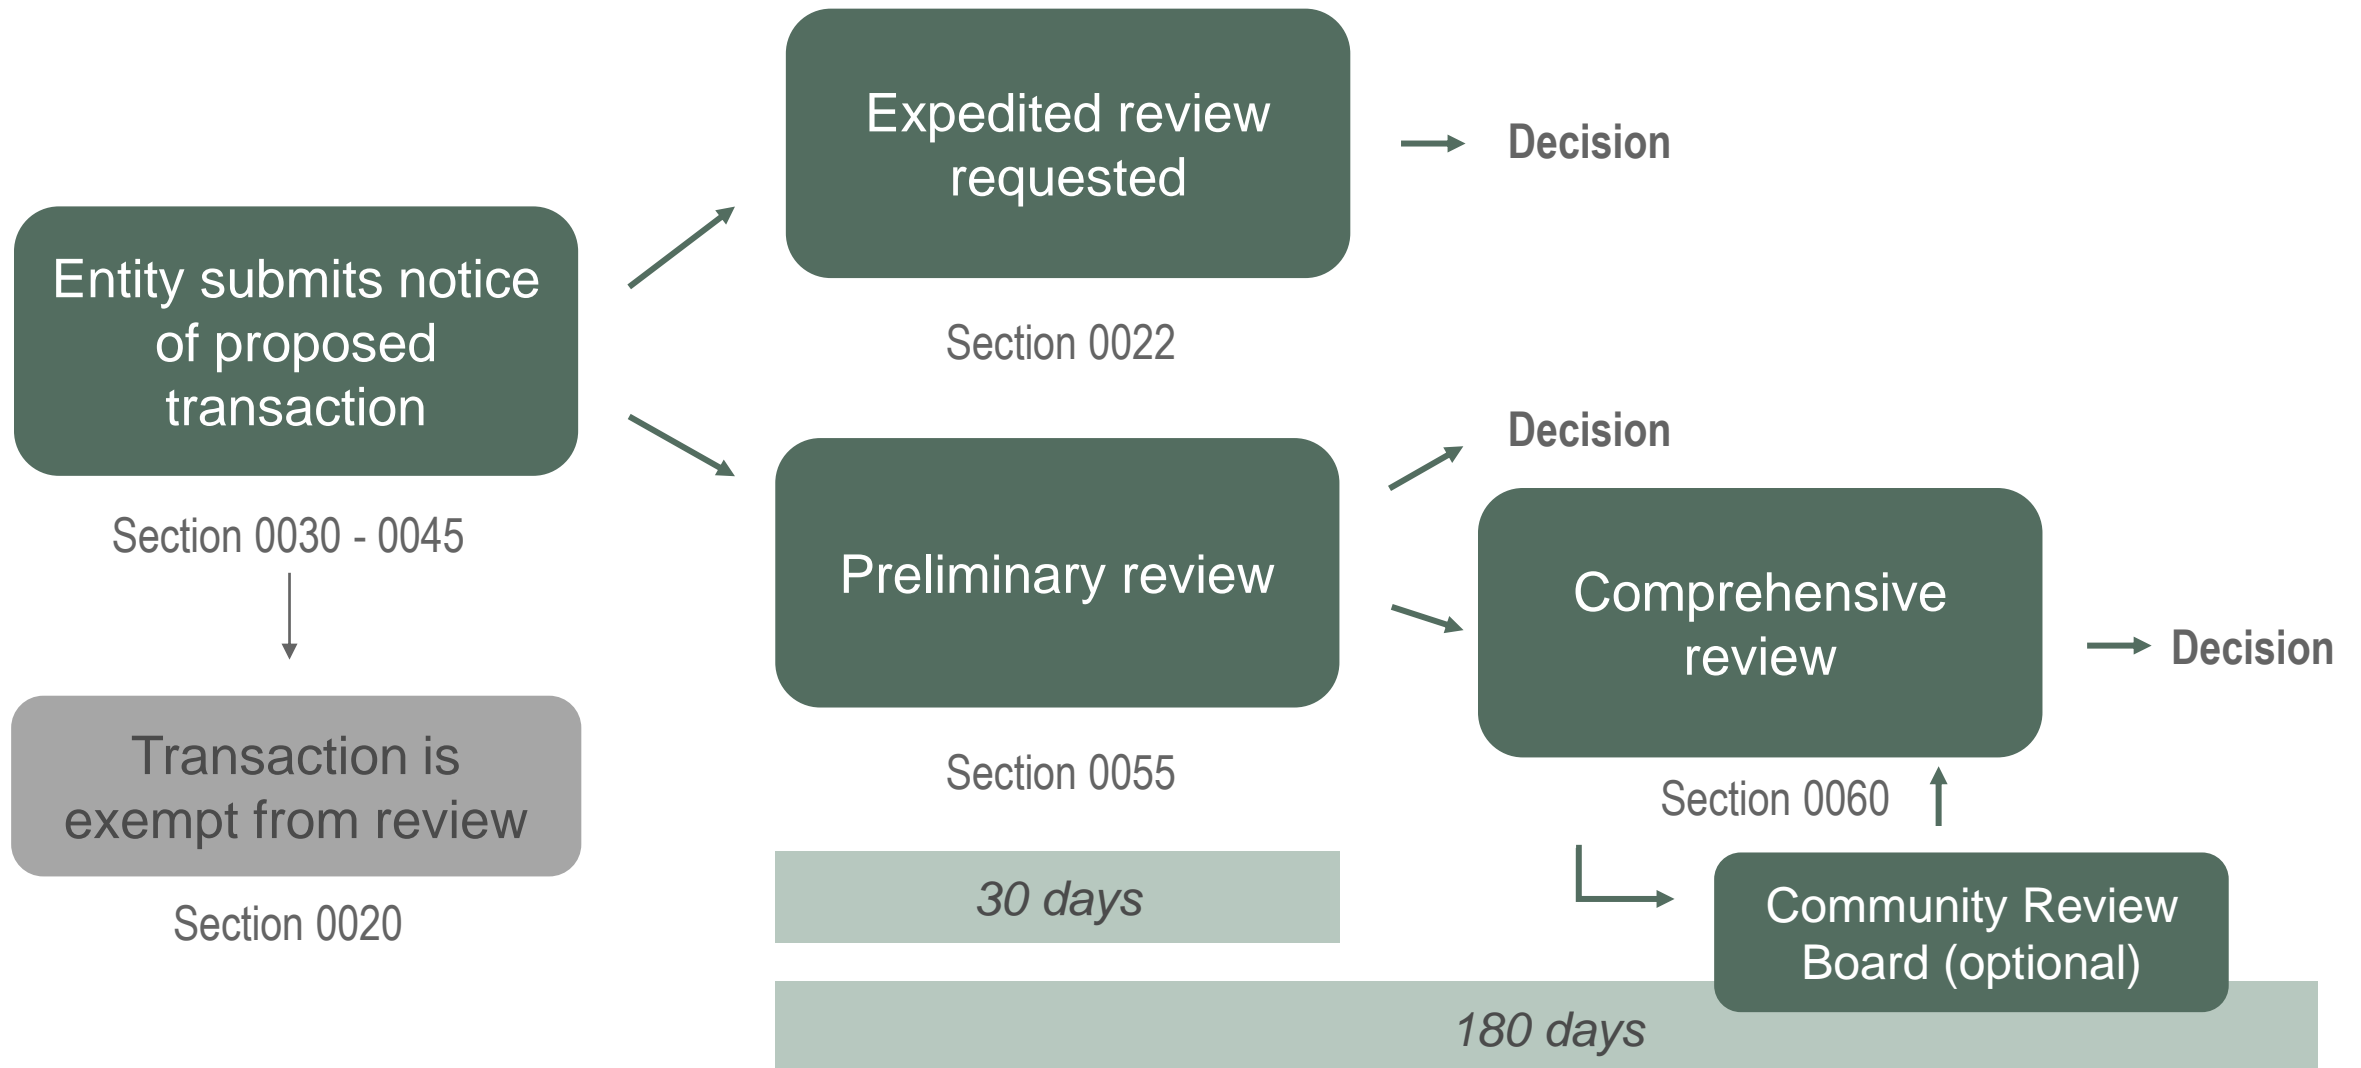 Expedited review
requested
Decision
Section 0022
Entity submits notice
of proposed
transaction
Section 0030 - 0045
Transaction is
exempt from review
Section 0020
Preliminary review
Section 0055
Decision
Comprehensive
review
Section 0060
Decision
Community Review
Board (optional)
30 days
180 days